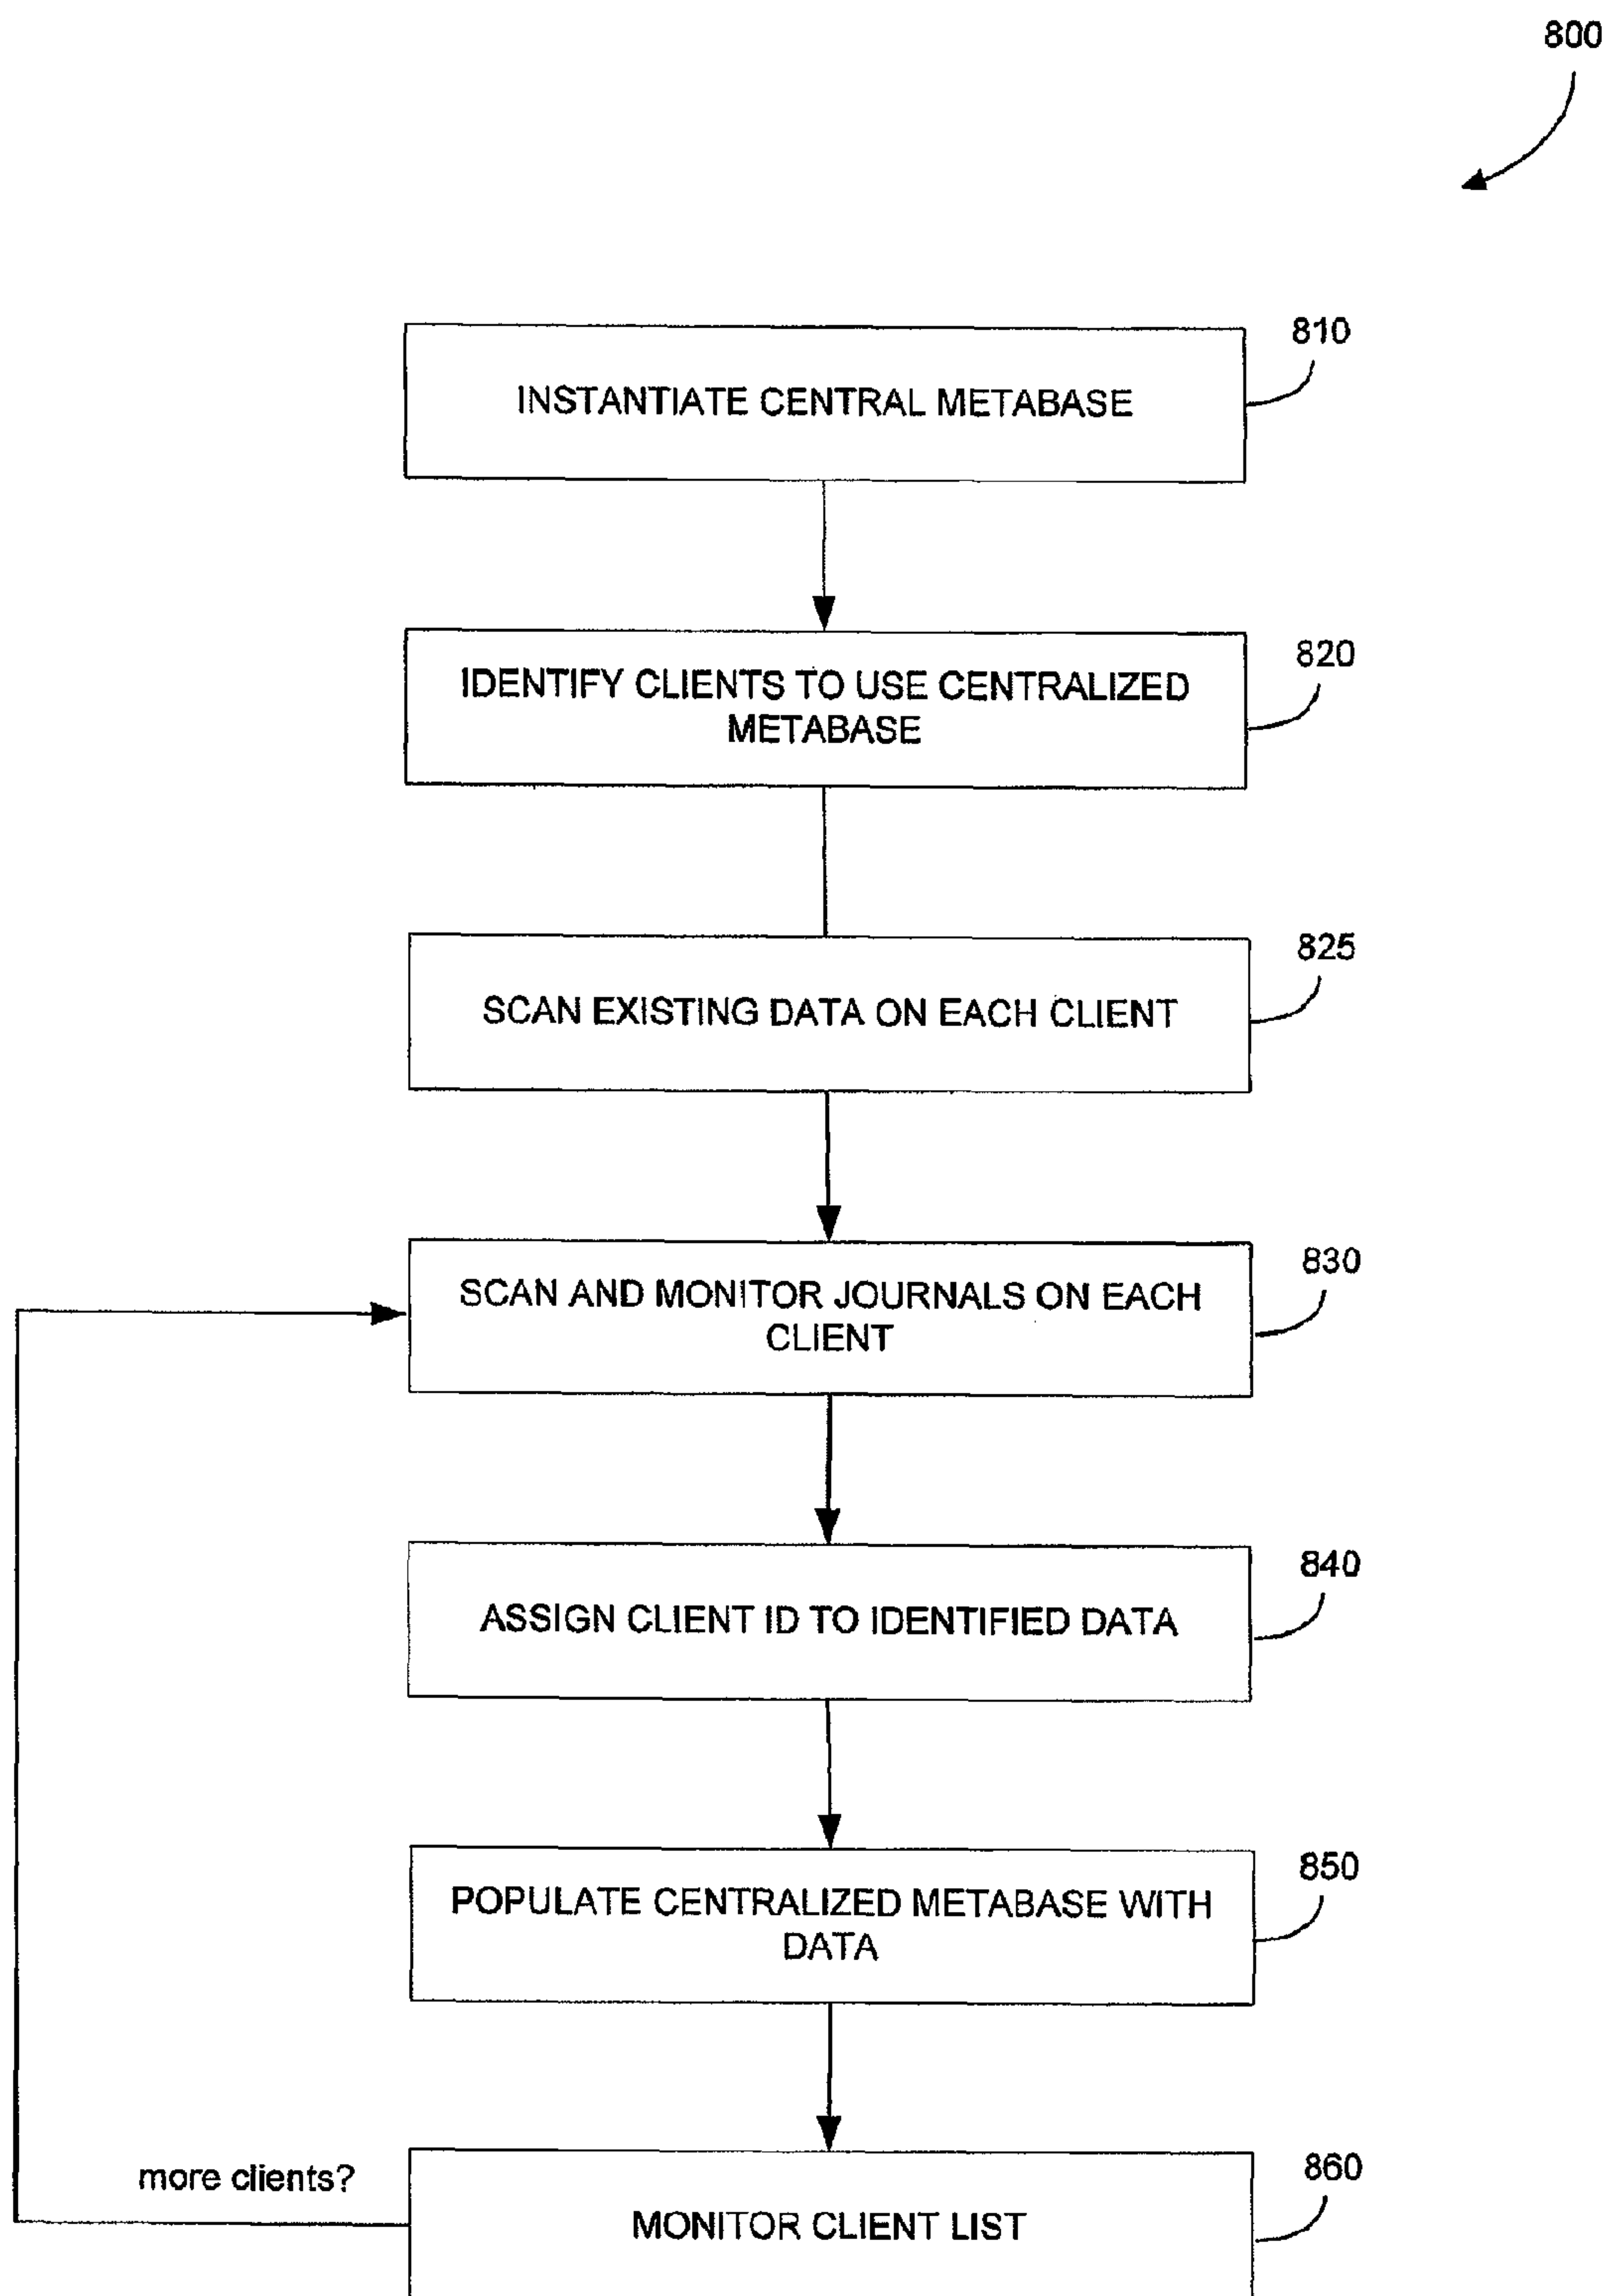 800
INSTANTIATE CENTRAL METABASE
810
IDENTIFY CLIENTS TO USE CENTRALIZED
METABASE
820
SCAN EXISTING DATA ON EACH CLIENT
825
SCAN AND MONITOR JOURNALS ON EACH
CLIENT
830
ASSIGN CLIENT ID TO IDENTIFIED DATA
840
POPULATE CENTRALIZED METABASE WITH
DATA
850
more clients?
MONITOR CLIENT LIST
860